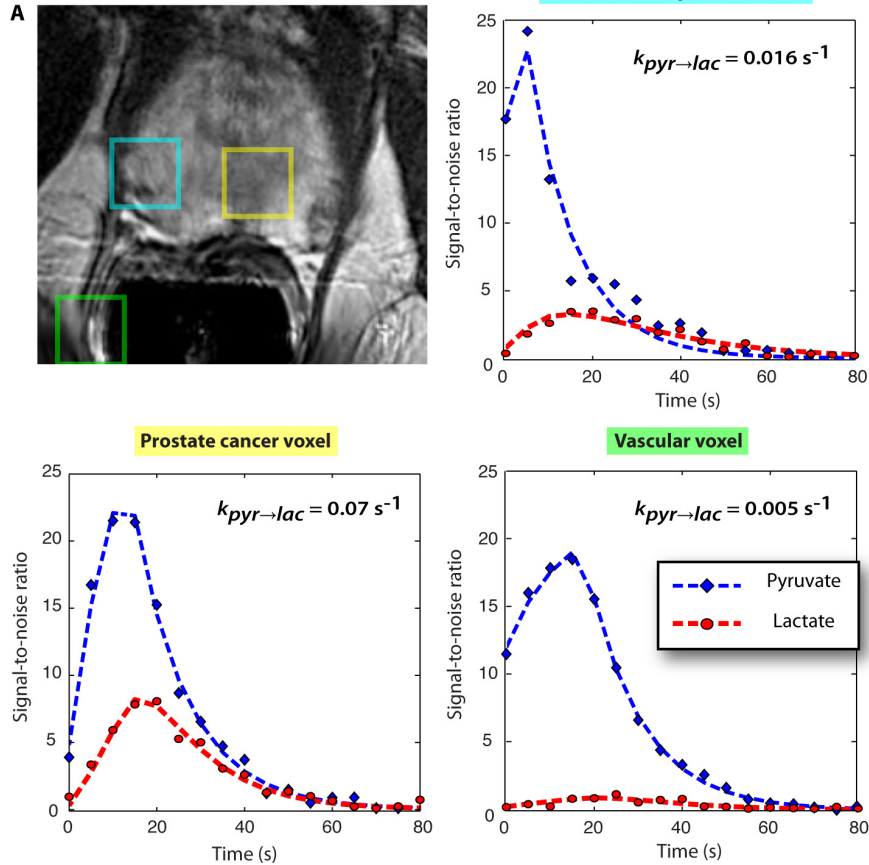 A
k pyr→lac = 0.016 s-1
25
20
15
10
5
0
Signal-to-noise ratio
0 20 40 60 80
Time (s)
Prostate cancer voxel
k pyr→lac = 0.07 s-1
25
20
15
10
5
0
Signal-to-noise ratio
0 20 40 60 80
Time (s)
Vascular voxel
k pyr→lac = 0.005 s-1
25
20
15
10
5
0
Signal-to-noise ratio
0 20 40 60 80
Time (s)
Pyruvate
Lactate